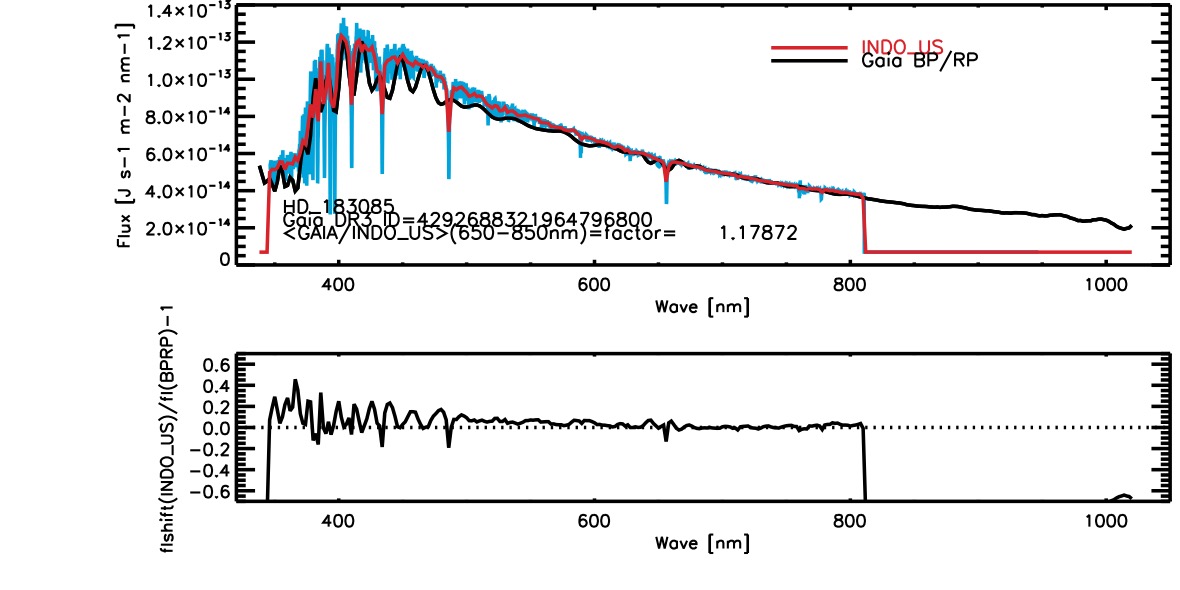 1.4×10⁻¹³
1.2×10⁻¹³
1.0×10⁻¹³
8.0×10⁻¹⁴
6.0×10⁻¹⁴
4.0×10⁻¹⁴
2.0×10⁻¹⁴
0
Flux [J s−1 m−2 nm−1]
INDO_US
Gaia BP/RP
HD_183085
Gaia DR3 ID=4292688321964796800
<GAIA/INDO_US>(650−850nm)=factor= 1.17872
400 600 800 1000
Wave [nm]
flshift(INDO_US)/fl(BPRP)−1
0.6
0.4
0.2
0.0
−0.2
−0.4
−0.6
400 600 800 1000
Wave [nm]